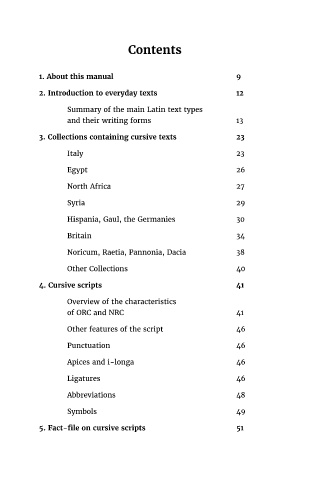 Contents
1. About this manual 9
2. Introduction to everyday texts 12
Summary of the main Latin text types
and their writing forms 13
3. Collections containing cursive texts 23
Italy 23
Egypt 26
North Africa 27
Syria 29
Hispania, Gaul, the Germanies 30
Britain 34
Noricum, Raetia, Pannonia, Dacia 38
Other Collections 40
4. Cursive scripts 41
Overview of the characteristics
of ORC and NRC 41
Other features of the script 46
Punctuation 46
Apices and i-longa 46
Ligatures 46
Abbreviations 48
Symbols 49
5. Fact-file on cursive scripts 51